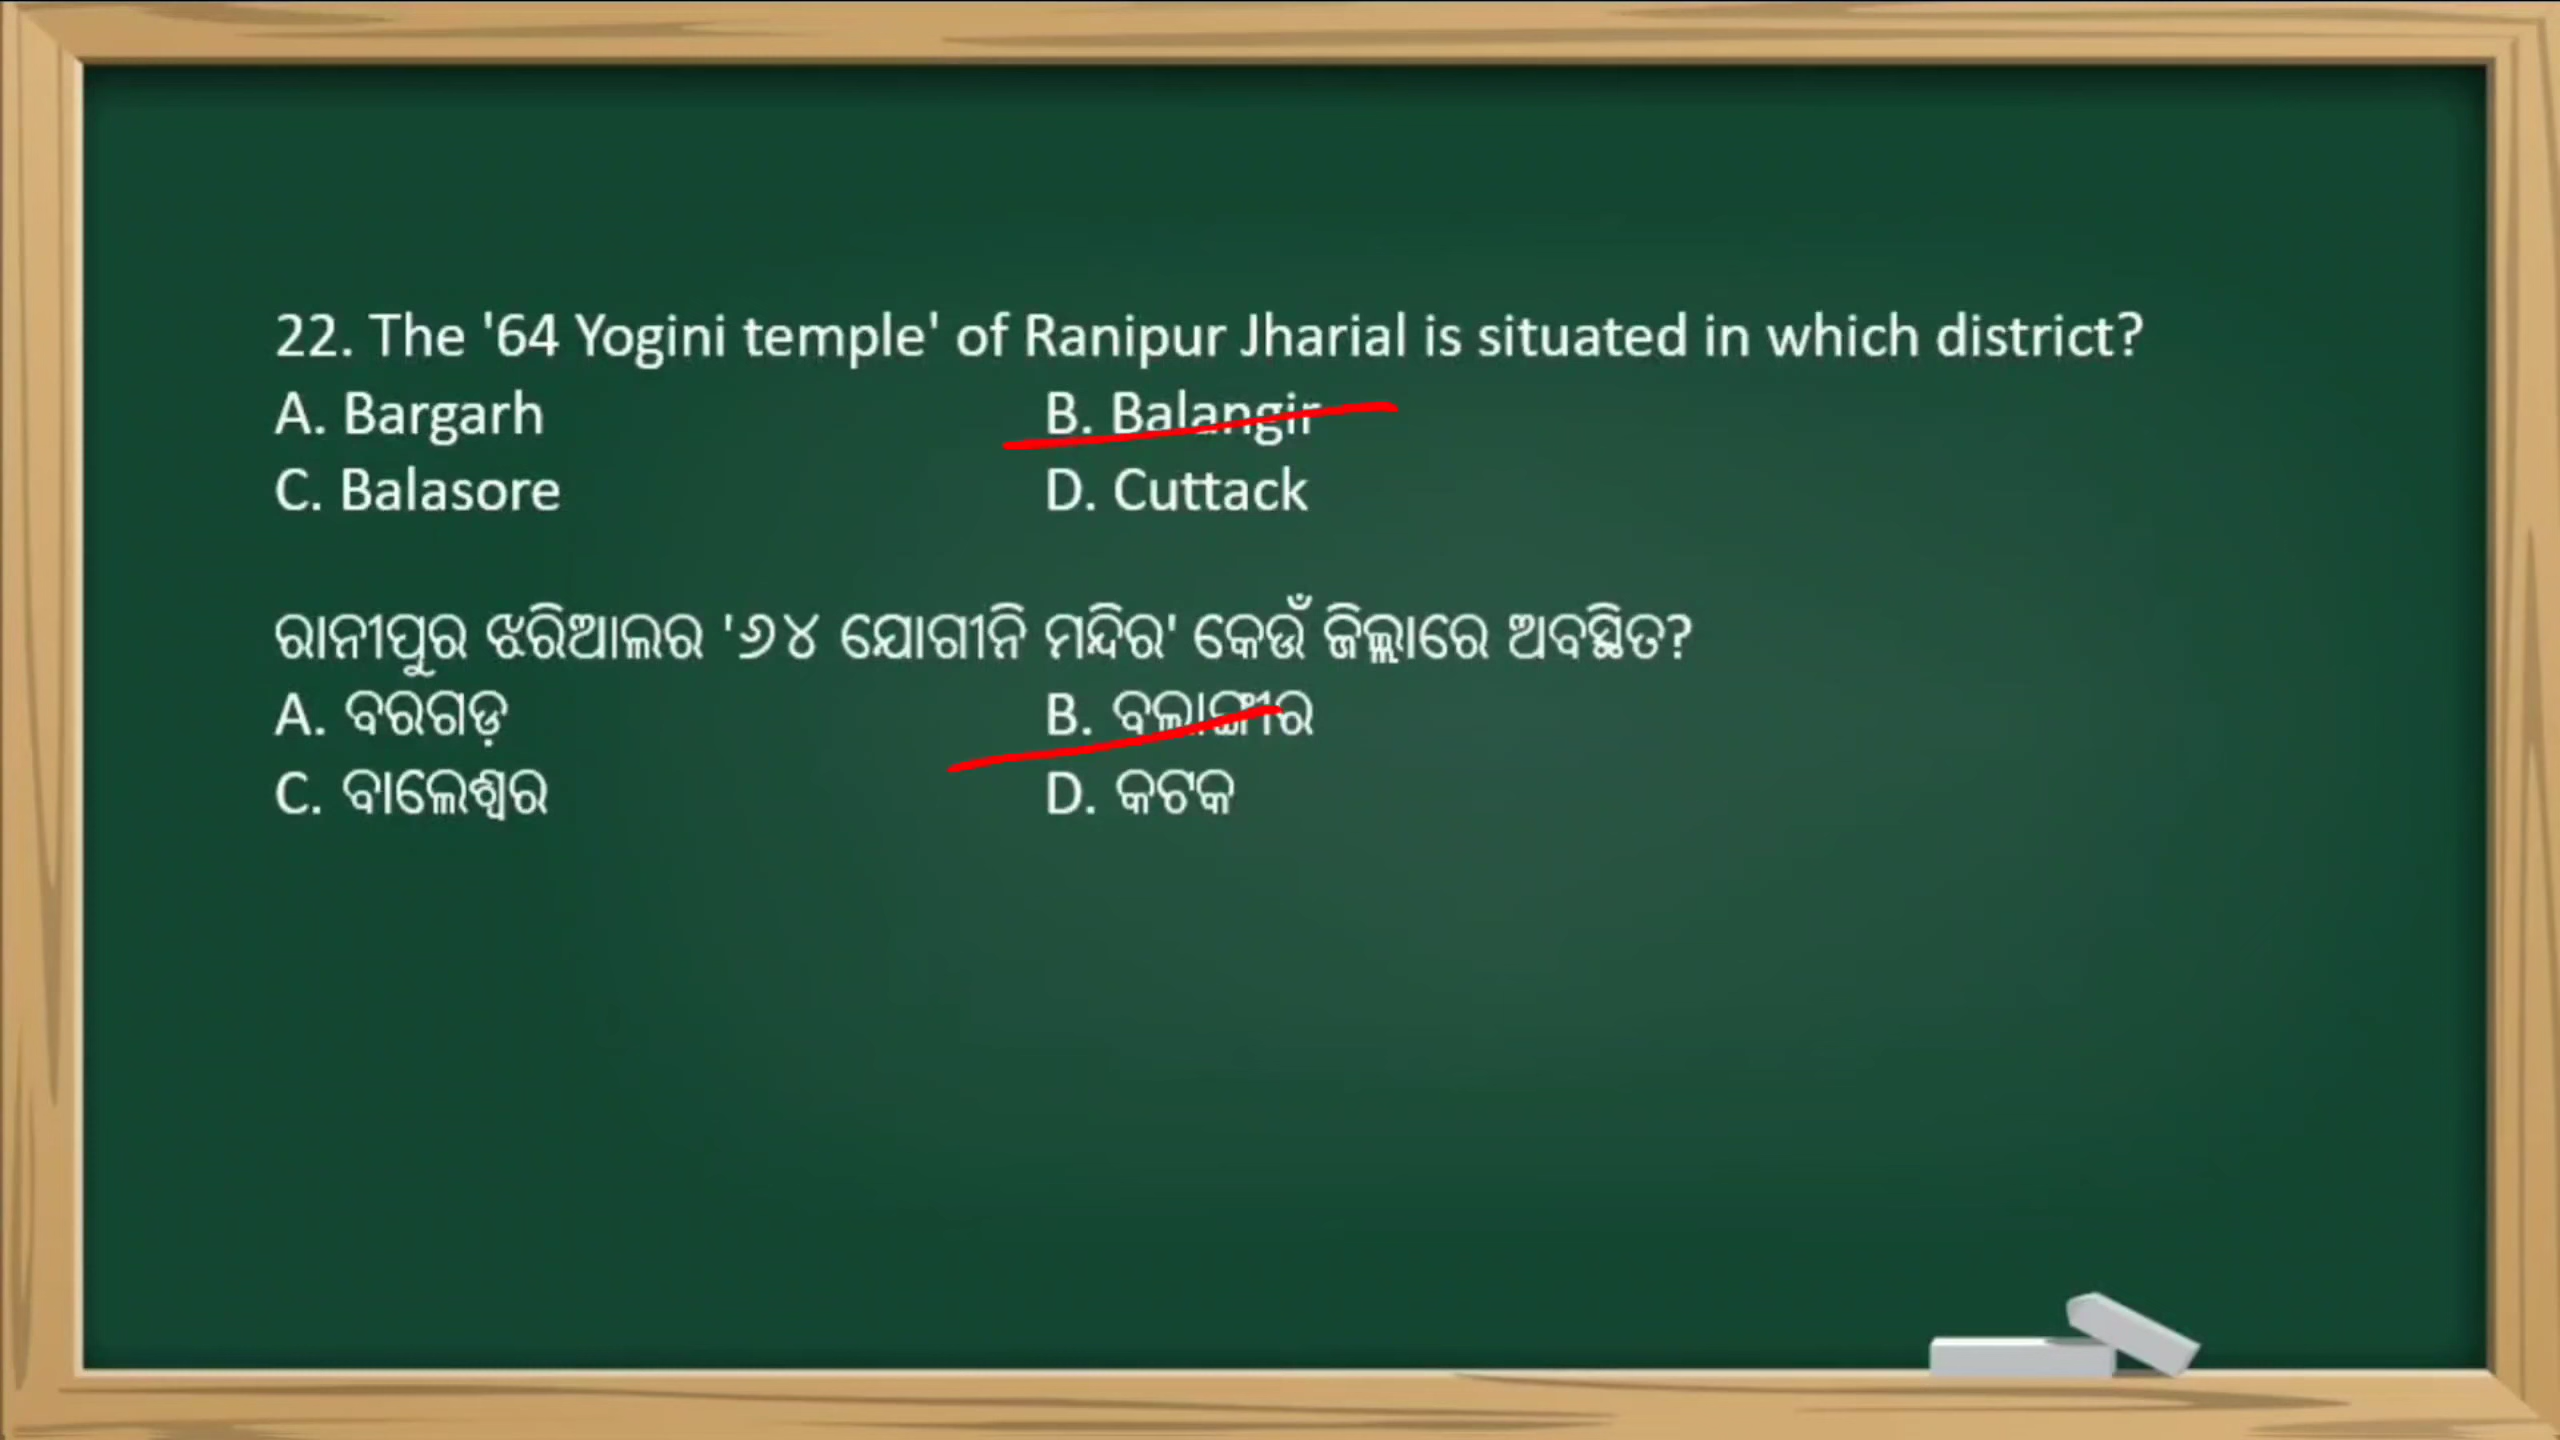 22. The '64 Yogini temple' of Ranipur Jharial is situated in which district?
A. Bargarh B. Balangir
C. Balasore D. Cuttack
ରାନୀପୁର ଝରିଆଲର '୬୪ ଯୋଗୀନି ମନ୍ଦିର' କେଉଁ ଜିଲ୍ଲାରେ ଅବସ୍ଥିତ?
A. ବରଗଡ଼ B. ବଲାଙ୍ଗୀର
C. ବାଲେଶ୍ୱର D. କଟକ